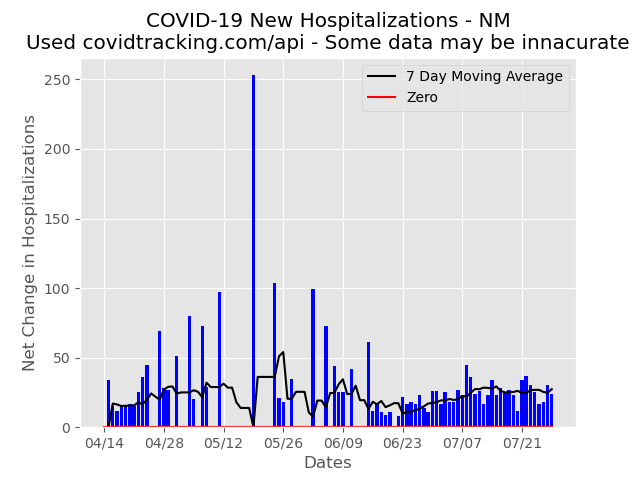 COVID-19 New Hospitalizations - NM
Used covidtracking.com/api - Some data may be innacurate
7 Day Moving Average
Zero
Net Change in Hospitalizations
250
200
150
100
50
0
04/14 04/28 05/12 05/26 06/09 06/23 07/07 07/21
Dates